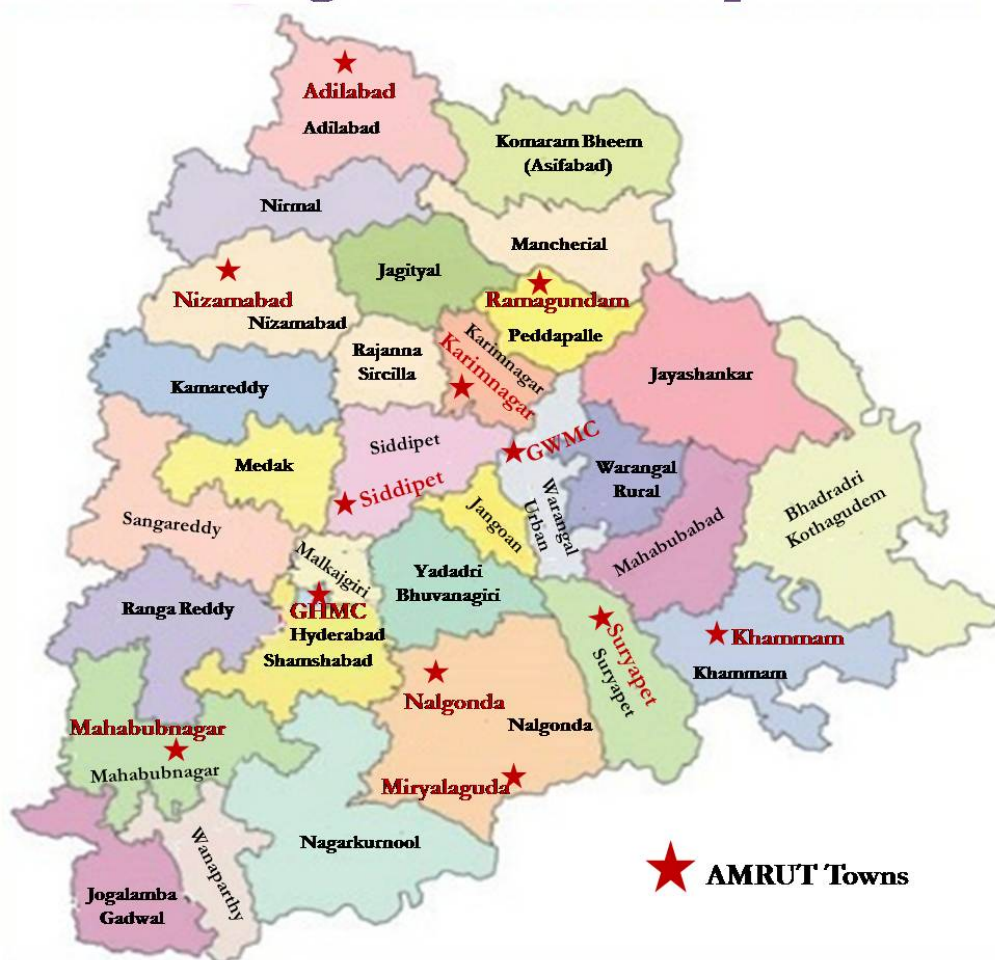 Adilabad
Adilabad
Komaram Bheem
(Asifabad)
Nirmal
Mancherial
Jagityal
Nizamabad
Nizamabad
Ramagundam
Peddapalle
Karimnagar
Karimnagar
Rajanna
Sircilla
Kamareddy
Jayashankar
Siddipet
GWMC
Medak
Warangal
Rural
Siddipet
Warangal
Urban
Bhadradri
Kothagudem
Sangareddy
Jangoan
Mahabubabad
Malkajgiri
Yadadri
Bhuvanagiri
Ranga Reddy
GHMC
Hyderabad
Shamshabad
Suryapet
Suryapet
Khammam
Khammam
Nalgonda
Nalgonda
Mahabubnagar
Mahabubnagar
Miryalaguda
Nagarkurnool
Wanaparthy
Jogalamba
Gadwal
AMRUT Towns